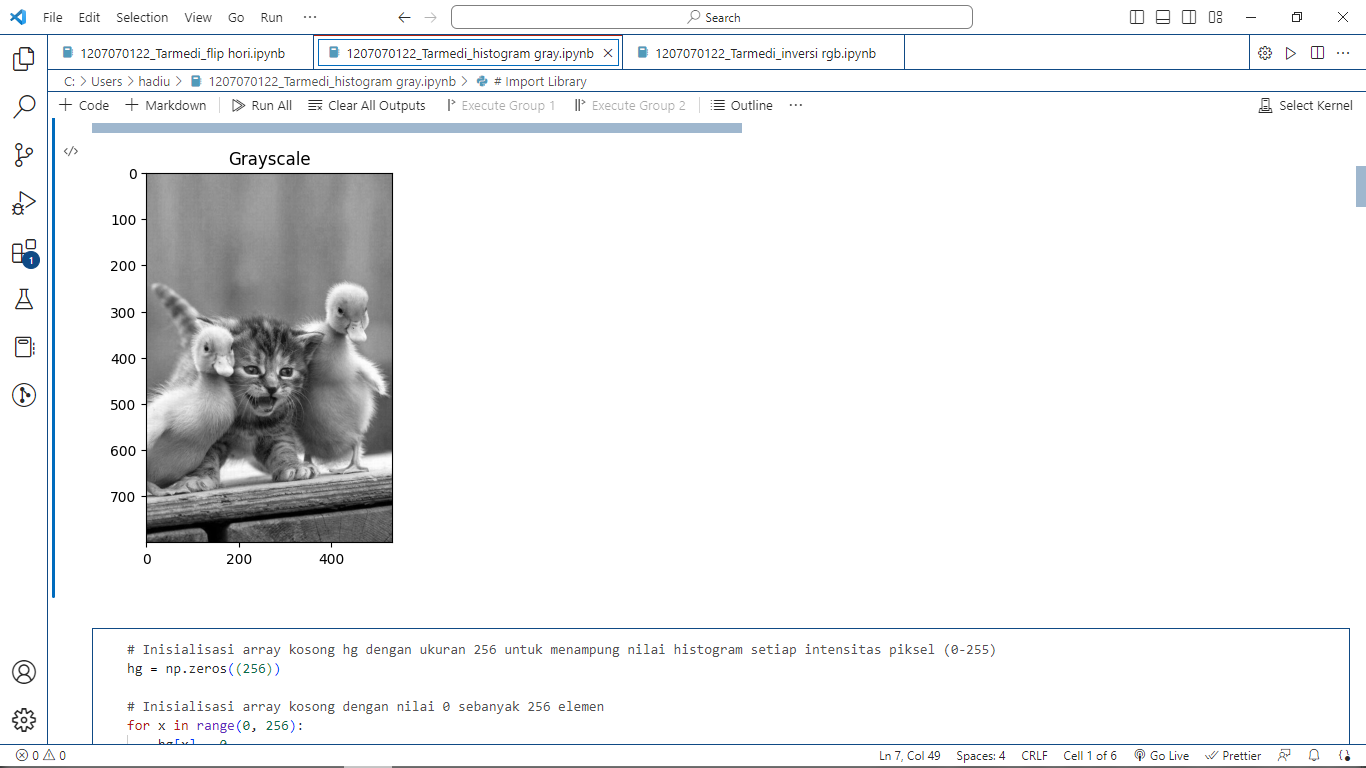 File Edit Selection View Go Run ··· Search
1207070122_Tarmedi_flip hori.ipynb 1207070122_Tarmedi_histogram gray.ipynb 1207070122_Tarmedi_inversi rgb.ipynb
C: > Users > hadiu > 1207070122_Tarmedi_histogram gray.ipynb > # Import Library
Code Markdown Run All Clear All Outputs Execute Group 1 Execute Group 2 Outline ··· Select Kernel
Grayscale
0
100
200
300
400
500
600
700
0 200 400
1
# Inisialisasi array kosong hg dengan ukuran 256 untuk menampung nilai histogram setiap intensitas piksel (0-255)
hg = np.zeros((256))
# Inisialisasi array kosong dengan nilai 0 sebanyak 256 elemen
for x in range(0, 256):
0 0 Ln 7, Col 49 Spaces: 4 CRLF Cell 1 of 6 Go Live Prettier